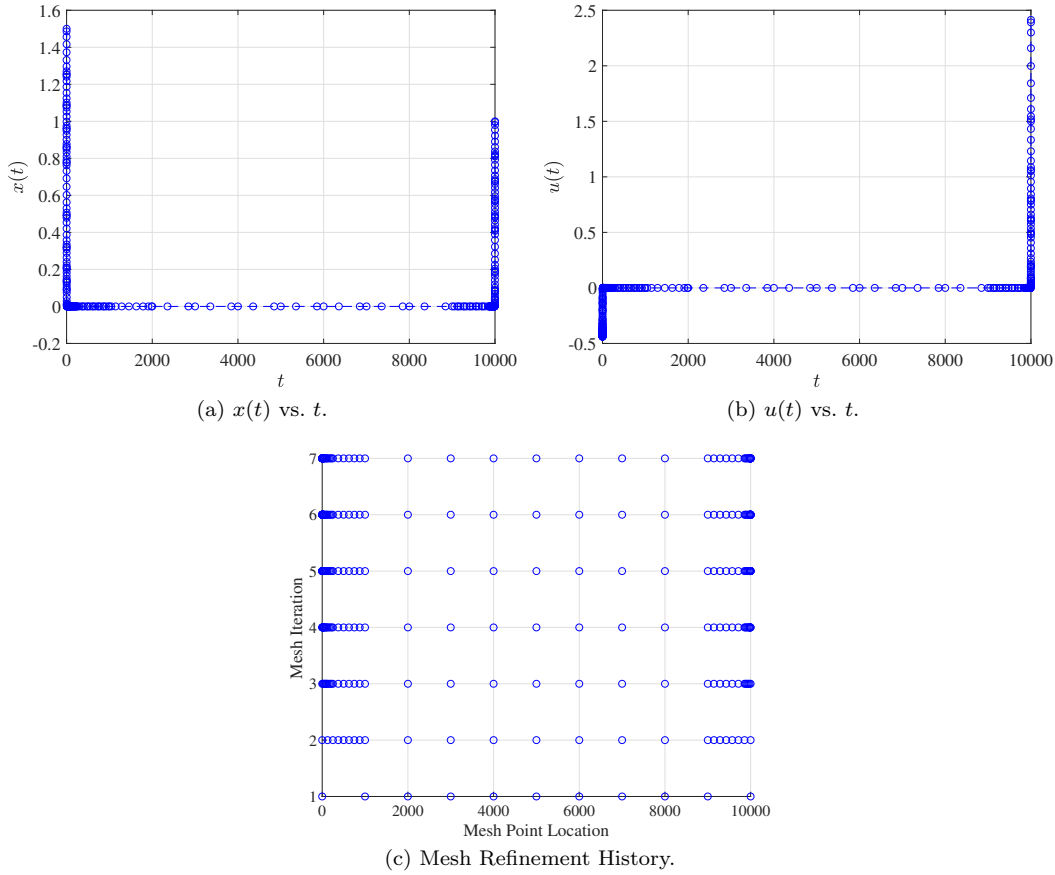 1.6
1.4
1.2
1
0.8
0.6
0.4
0.2
0
-0.2
x(t)
0 2000 4000 6000 8000 10000
t
(a) x(t) vs. t.
2.5
2
1.5
1
0.5
0
-0.5
u(t)
0 2000 4000 6000 8000 10000
t
(b) u(t) vs. t.
7
6
5
4
3
2
1
Mesh Iteration
0 2000 4000 6000 8000 10000
Mesh Point Location
(c) Mesh Refinement History.